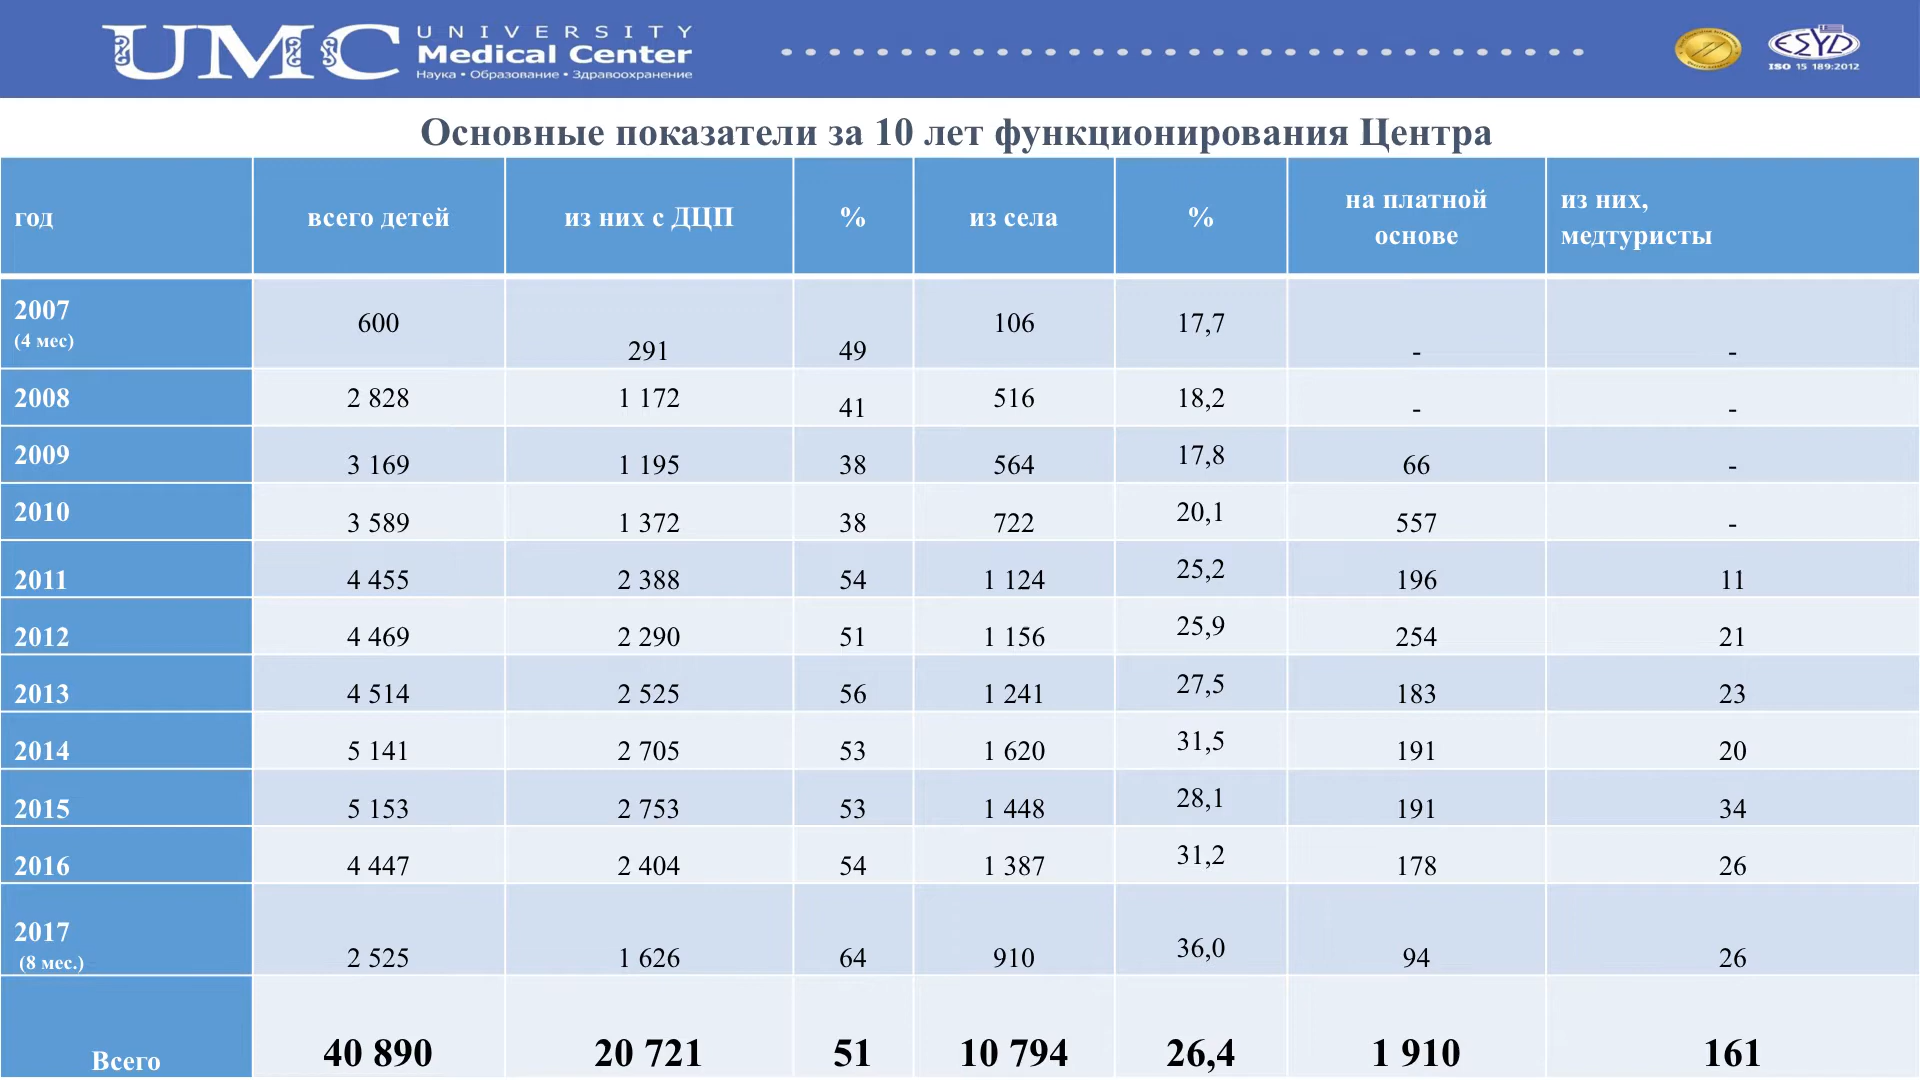 UMC
UNIVERSITY
Medical Center
Наука • Образование • Здравоохранение
ESYD
ISO 15 189:2012
Основные показатели за 10 лет функционирования Центра
год всего детей из них с ДЦП % из села % на платной основе из них, медтуристы
2007 (4 мес) 600 291 49 106 17,7 - -
2008 2 828 1 172 41 516 18,2 - -
2009 3 169 1 195 38 564 17,8 66 -
2010 3 589 1 372 38 722 20,1 557 -
2011 4 455 2 388 54 1 124 25,2 196 11
2012 4 469 2 290 51 1 156 25,9 254 21
2013 4 514 2 525 56 1 241 27,5 183 23
2014 5 141 2 705 53 1 620 31,5 191 20
2015 5 153 2 753 53 1 448 28,1 191 34
2016 4 447 2 404 54 1 387 31,2 178 26
2017 (8 мес.) 2 525 1 626 64 910 36,0 94 26
Всего 40 890 20 721 51 10 794 26,4 1 910 161